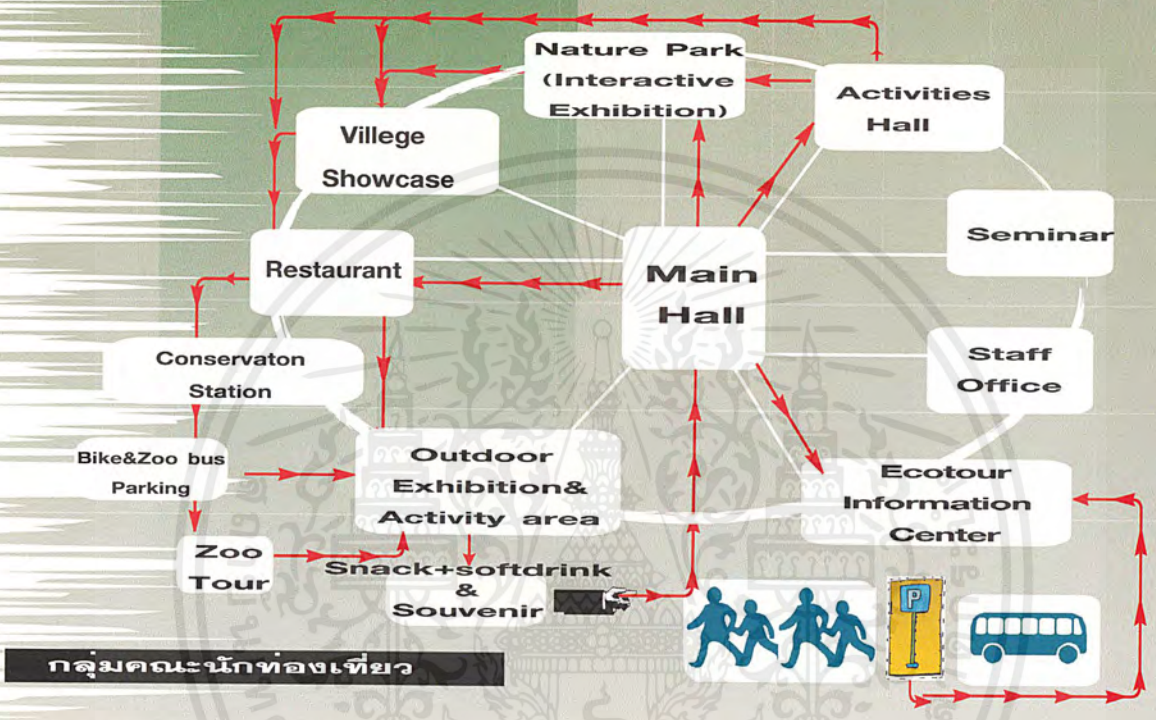 Nature Park
(Interactive
Exhibition)
Activities
Hall
Villege
Showcase
Seminar
Restaurant
Main
Hall
Conservaton
Station
Staff
Office
Bike&Zoo bus
Parking
Outdoor
Exhibition&
Activity area
Ecotour
Information
Center
Zoo
Tour
Snack+softdrink
&
Souvenir
P
กลุ่มคณะนักท่องเที่ยว